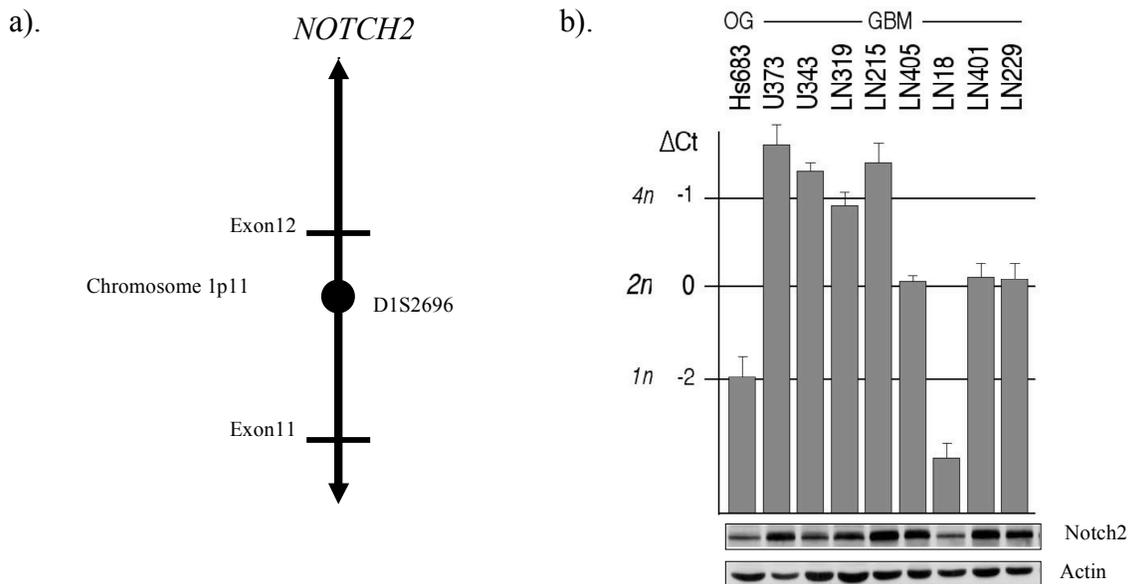 a).
NOTCH2
Exon12
Chromosome 1p11
D1S2696
Exon11
b).
OG GBM
Hs683
U373
U343
LN319
LN215
LN405
LN18
LN401
LN229
ΔCt
4n -1
2n 0
1n -2
Notch2
Actin